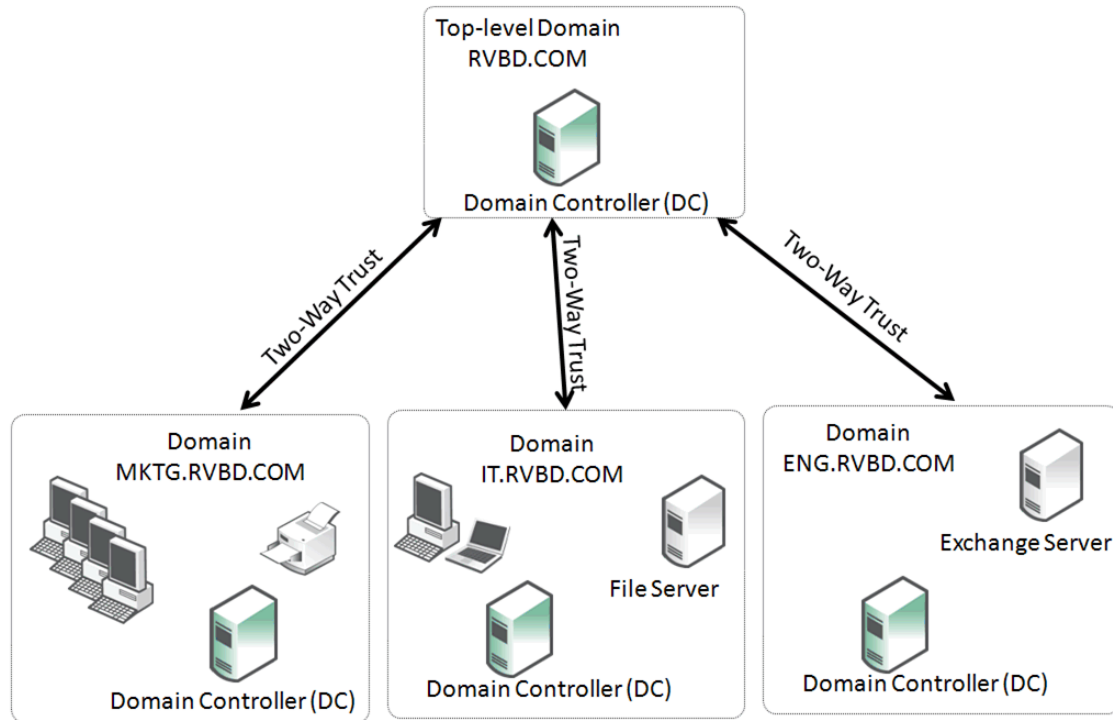 Top-level Domain
RVBD.COM
Domain Controller (DC)
Two-Way Trust
Two-Way Trust
Two-Way Trust
Domain
MKTG.RVBD.COM
Domain Controller (DC)
Domain
IT.RVBD.COM
File Server
Domain Controller (DC)
Domain
ENG.RVBD.COM
Exchange Server
Domain Controller (DC)